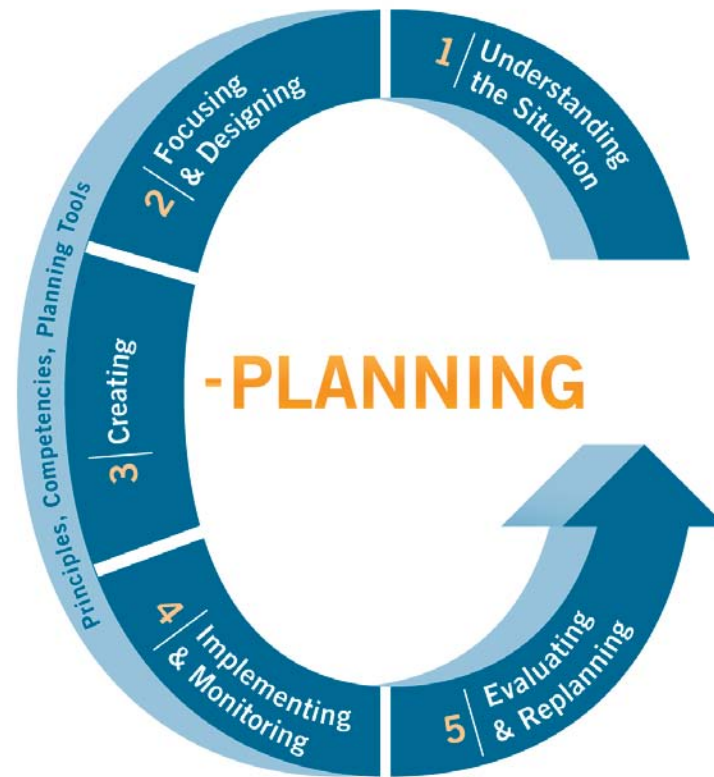 1 Understanding
the Situation
2 Focusing
& Designing
3 Creating
4 Implementing
& Monitoring
5 Evaluating
& Replanning
Principles, Competencies, Planning Tools
C-PLANNING